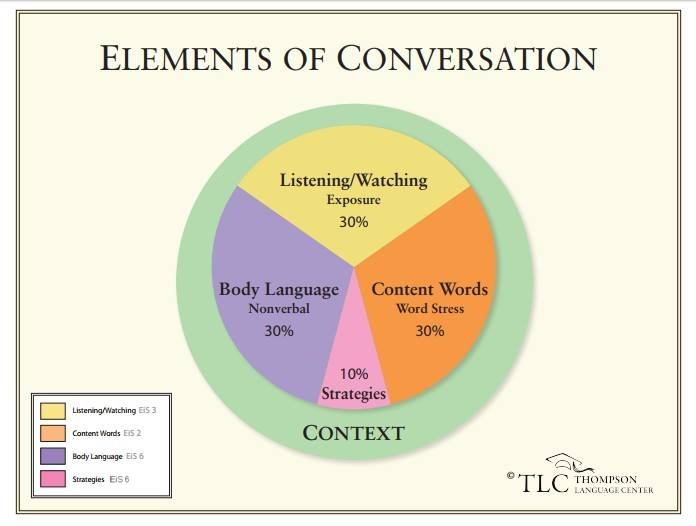 ELEMENTS OF CONVERSATION
Listening/Watching
Exposure
30%
Body Language
Nonverbal
30%
Content Words
Word Stress
30%
10%
Strategies
CONTEXT
Listening/Watching EiS 3
Content Words EiS 2
Body Language EiS 6
Strategies EiS 6
© TLC THOMPSON
LANGUAGE CENTER